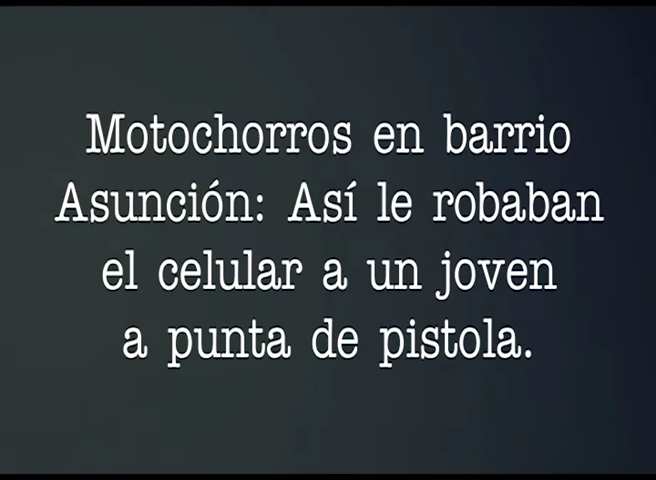 Motochorros en barrio
Asunción: Así le robaban
el celular a un joven
a punta de pistola.